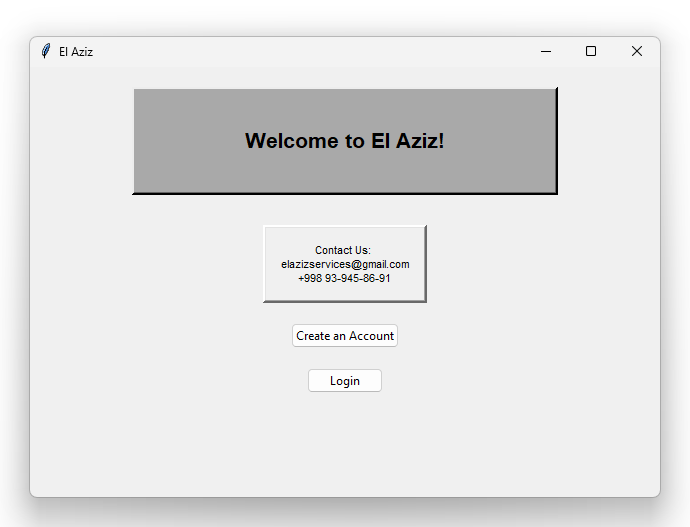 El Aziz
Welcome to El Aziz!
Contact Us:
elazizservices@gmail.com
+998 93-945-86-91
Create an Account
Login